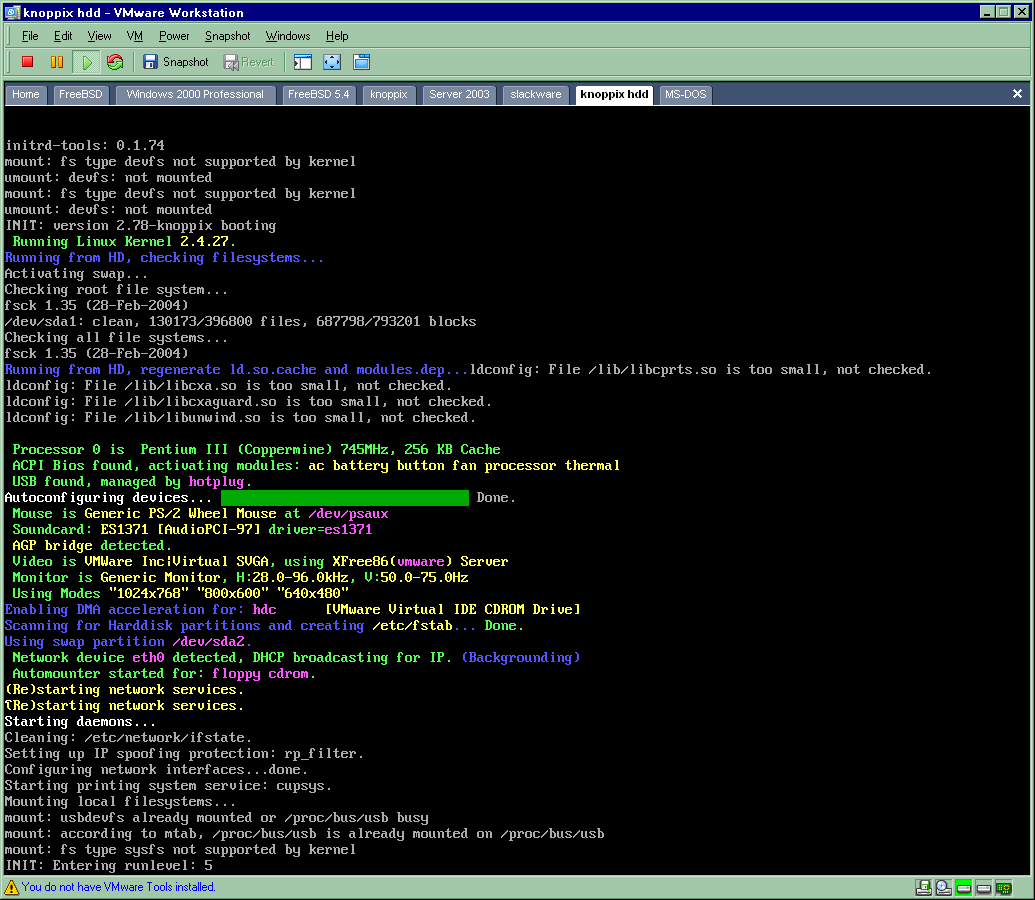 knoppix hdd - VMware Workstation
File Edit View VM Power Snapshot Windows Help
Snapshot Revert
Home FreeBSD Windows 2000 Professional FreeBSD 5.4 knoppix Server 2003 slackware knoppix hdd MS-DOS
initrd-tools: 0.1.74
mount: fs type devfs not supported by kernel
umount: devfs: not mounted
mount: fs type devfs not supported by kernel
umount: devfs: not mounted
INIT: version 2.78-knoppix booting
Running Linux Kernel 2.4.27.
Running from HD, checking filesystems...
Activating swap...
Checking root file system...
fsck 1.35 (28-Feb-2004)
/dev/sda1: clean, 130173/396800 files, 687798/793201 blocks
Checking all file systems...
fsck 1.35 (28-Feb-2004)
Running from HD, regenerate ld.so.cache and modules.dep...ldconfig: File /lib/libcprts.so is too small, not checked.
ldconfig: File /lib/libcxa.so is too small, not checked.
ldconfig: File /lib/libcxaguard.so is too small, not checked.
ldconfig: File /lib/libunwind.so is too small, not checked.
Processor 0 is  Pentium III (Coppermine) 745MHz, 256 KB Cache
ACPI Bios found, activating modules: ac battery button fan processor thermal
USB found, managed by hotplug.
Autoconfiguring devices... Done.
Mouse is Generic PS/2 Wheel Mouse at /dev/psaux
Soundcard: ES1371 [AudioPCI-97] driver=es1371
AGP bridge detected.
Video is VMWare Inc|Virtual SVGA, using XFree86(vmware) Server
Monitor is Generic Monitor, H:28.0-96.0kHz, V:50.0-75.0Hz
Using Modes "1024x768" "800x600" "640x480"
Enabling DMA acceleration for: hdc [VMware Virtual IDE CDROM Drive]
Scanning for Harddisk partitions and creating /etc/fstab... Done.
Using swap partition /dev/sda2.
Network device eth0 detected, DHCP broadcasting for IP. (Backgrounding)
Automounter started for: floppy cdrom.
(Re)starting network services.
(Re)starting network services.
Starting daemons...
Cleaning: /etc/network/ifstate.
Setting up IP spoofing protection: rp_filter.
Configuring network interfaces...done.
Starting printing system service: cupsys.
Mounting local filesystems...
mount: usbdevfs already mounted or /proc/bus/usb busy
mount: according to mtab, /proc/bus/usb is already mounted on /proc/bus/usb
mount: fs type sysfs not supported by kernel
INIT: Entering runlevel: 5
You do not have VMware Tools installed.